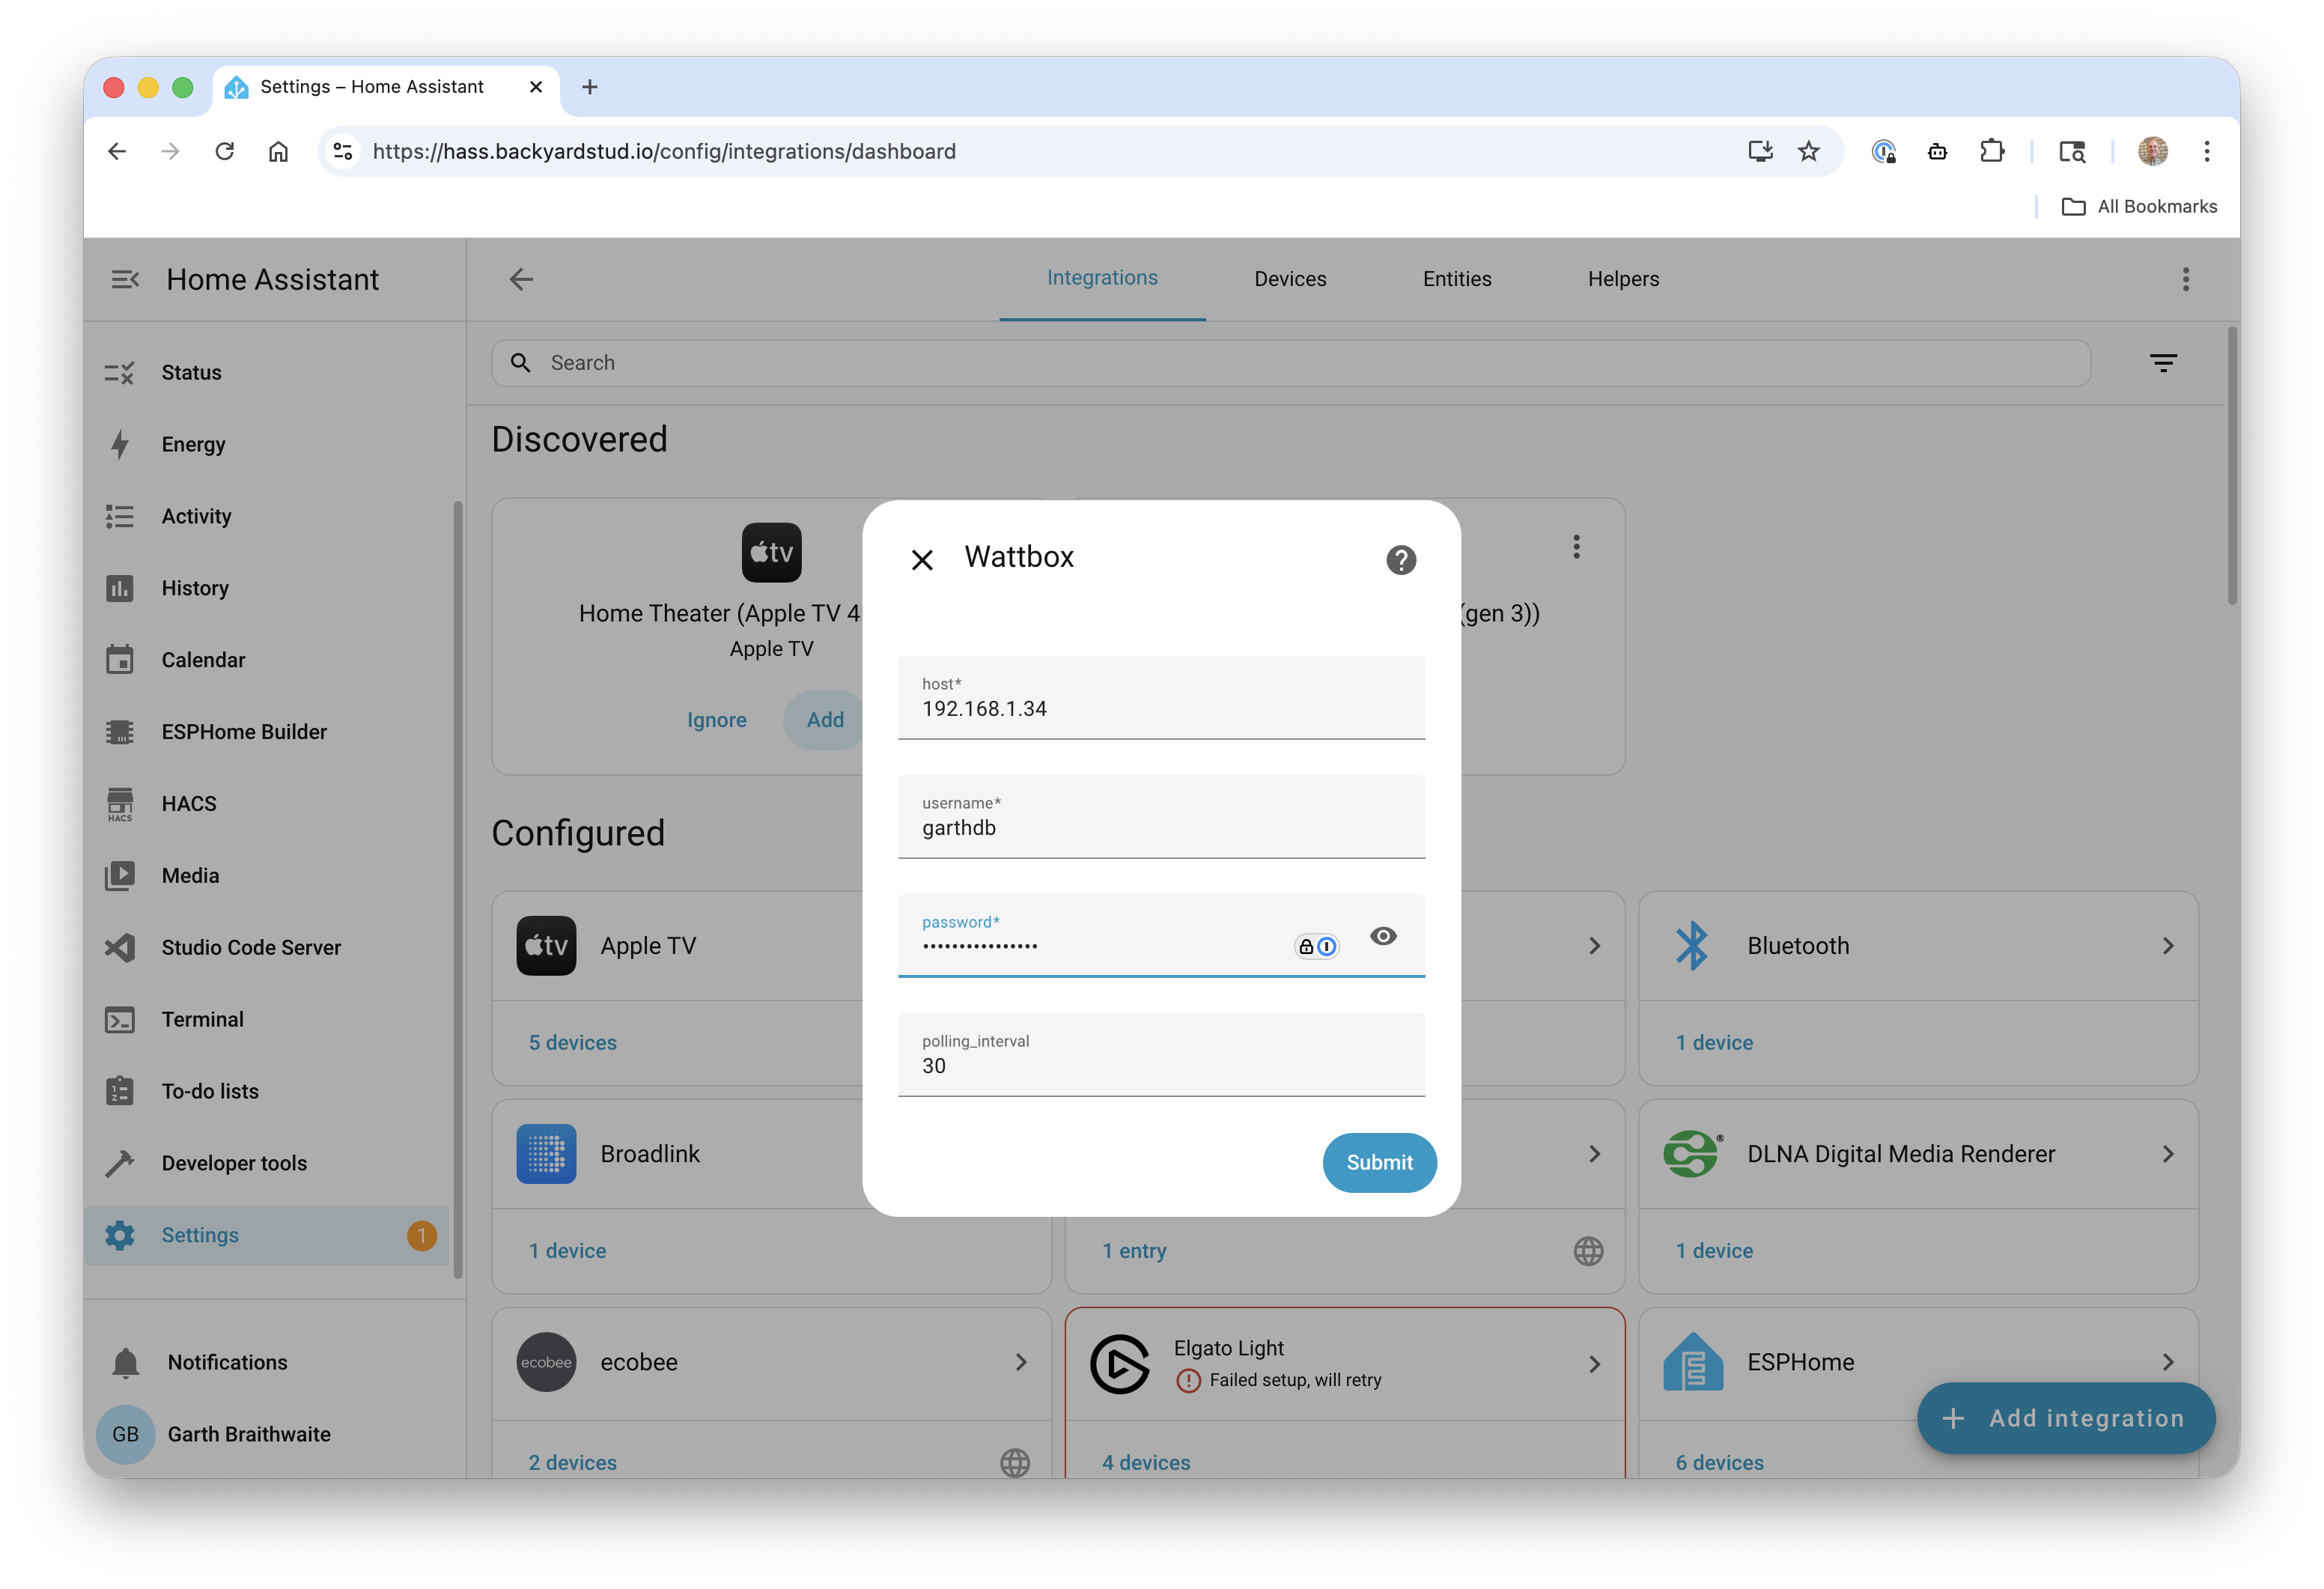 Settings – Home Assistant
https://hass.backyardstud.io/config/integrations/dashboard
All Bookmarks
Home Assistant
Integrations
Devices
Entities
Helpers
Status
Energy
Activity
History
Calendar
ESPHome Builder
HACS
HACS
Media
Studio Code Server
Terminal
To-do lists
Developer tools
Settings
1
Notifications
GB
Garth Braithwaite
Search
Discovered
tv
Home Theater (Apple TV 4
Apple TV
Ignore
Add
(gen 3))
Wattbox
host*
192.168.1.34
username*
garthdb
password*
••••••••••••••••
polling_interval
30
Submit
Configured
tv
Apple TV
5 devices
Bluetooth
1 device
Broadlink
1 device
1 entry
DLNA Digital Media Renderer
1 device
ecobee
ecobee
2 devices
Elgato Light
Failed setup, will retry
4 devices
ESPHome
6 devices
Add integration